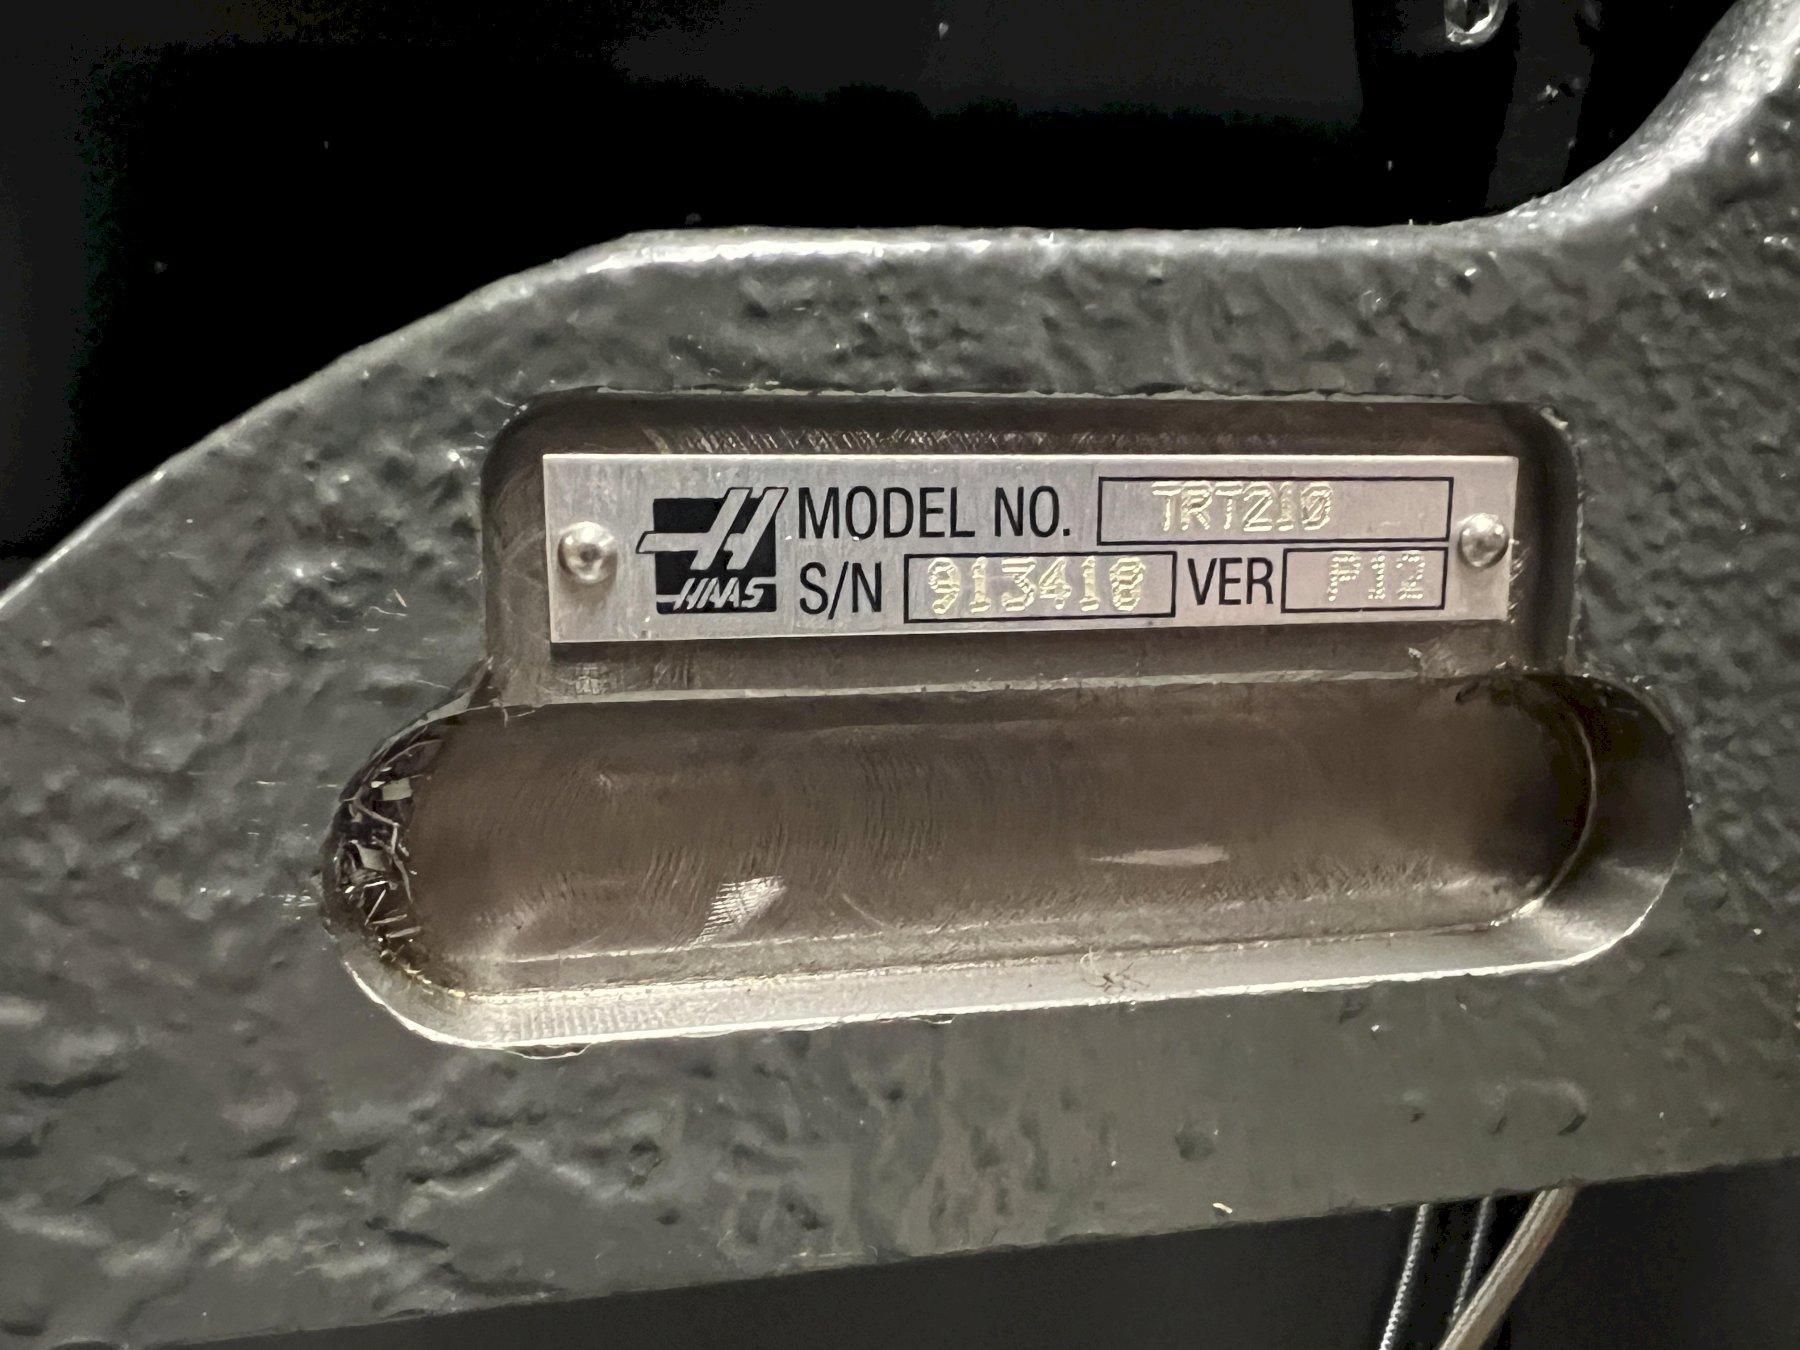 MODEL NO. TRT210
HAAS S/N 913410 VER P12